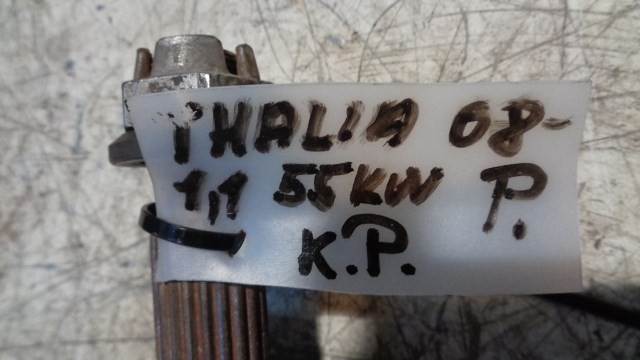 THALIA 08-
1,1 55KW P.
K.P.